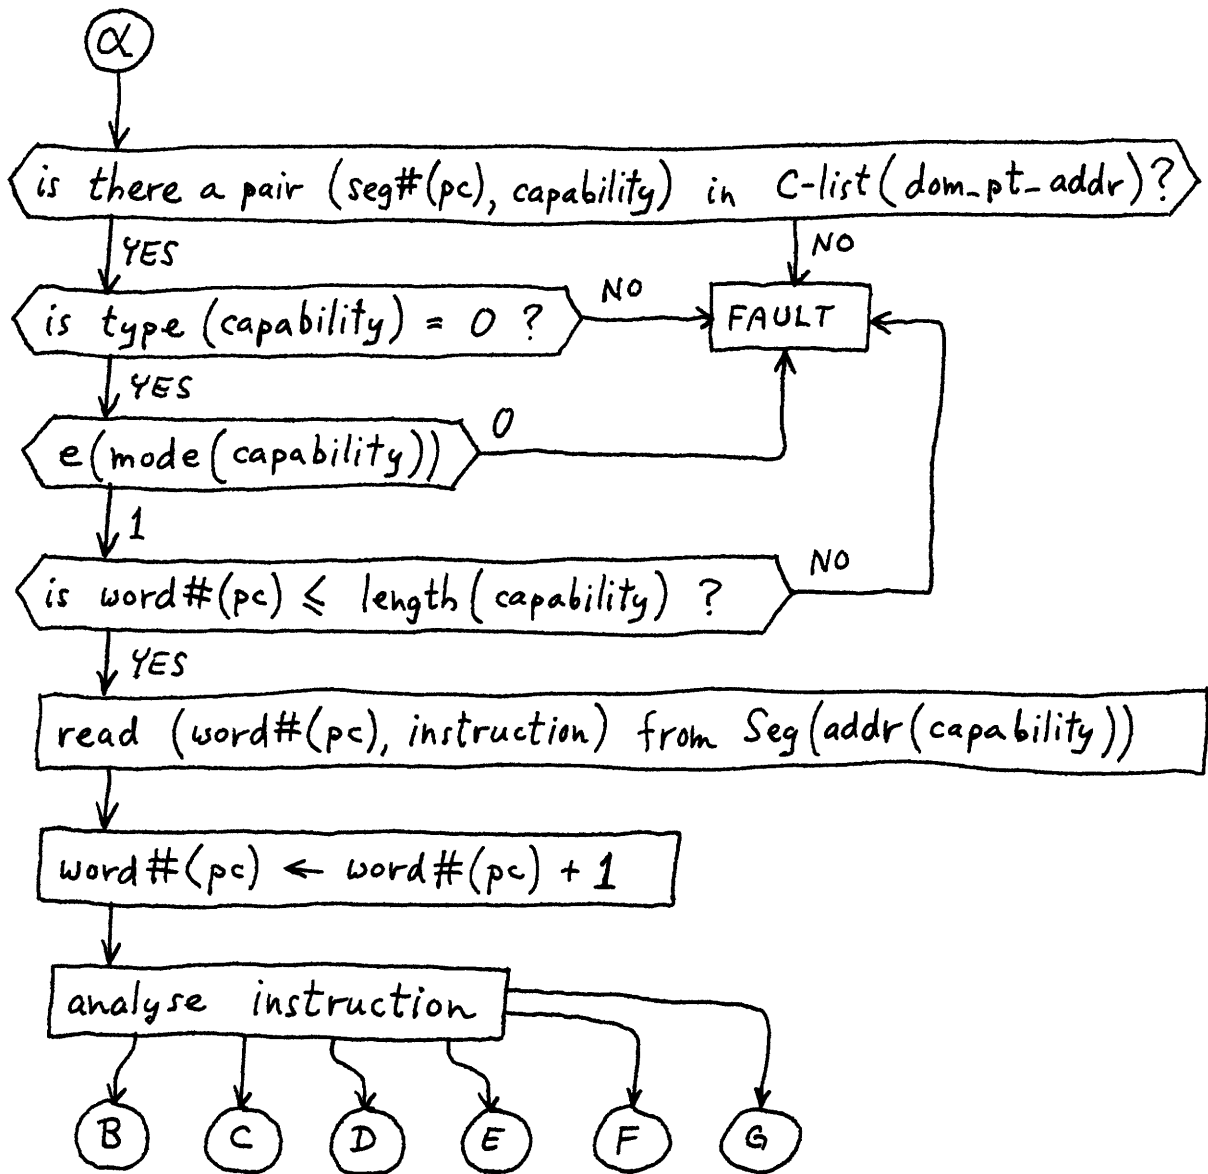 α
is there a pair (seg#(pc), capability) in C-list(dom_pt_addr)?
YES
NO
is type (capability) = 0 ?
NO
FAULT
YES
e(mode(capability))
0
1
is word#(pc) ⩽ length(capability) ?
NO
YES
read (word#(pc), instruction) from Seg(addr(capability))
word#(pc) ← word#(pc) + 1
analyse instruction
B C D E F G